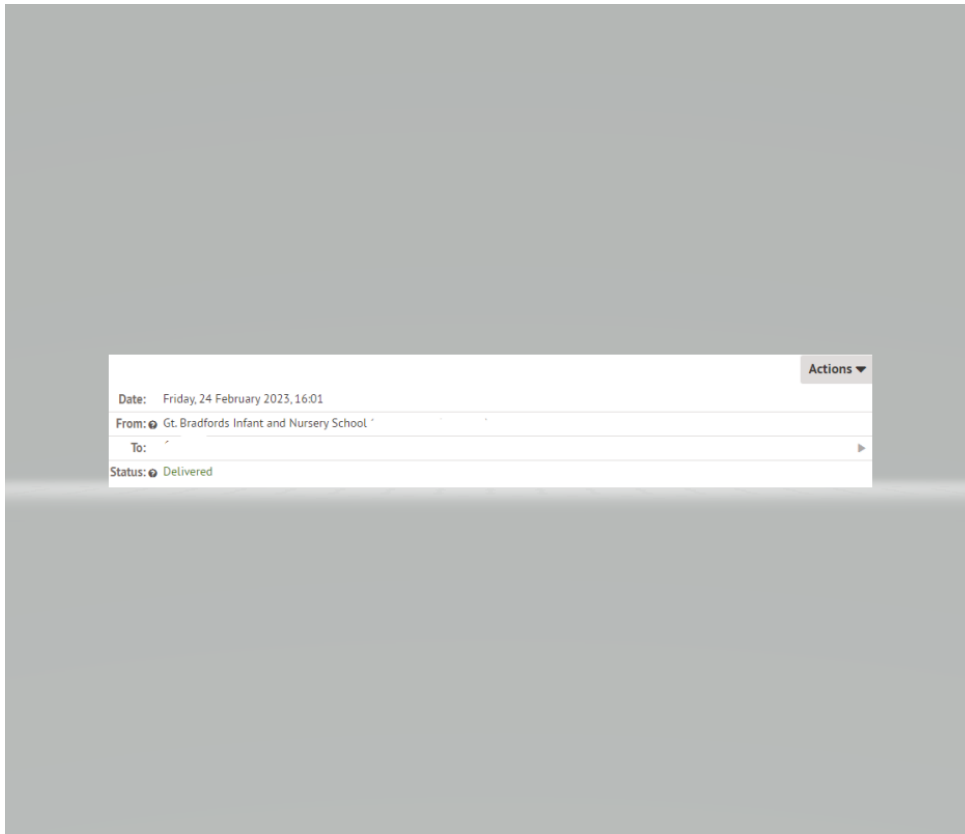 Actions
Date: Friday, 24 February 2023, 16:01
From: Gt. Bradfords Infant and Nursery School
To:
Status: Delivered